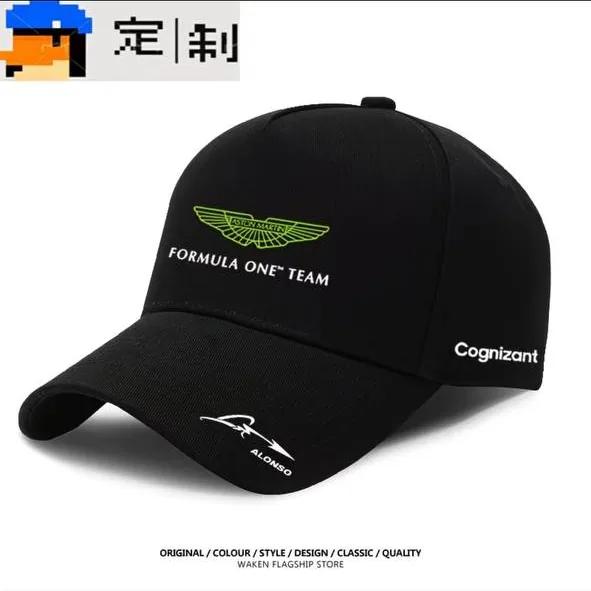 定|制
ASTON MARTIN
FORMULA ONE™ TEAM
Cognizant
ALONSO
ORIGINAL / COLOUR / STYLE / DESIGN / CLASSIC / QUALITY
WAKEN FLAGSHIP STORE